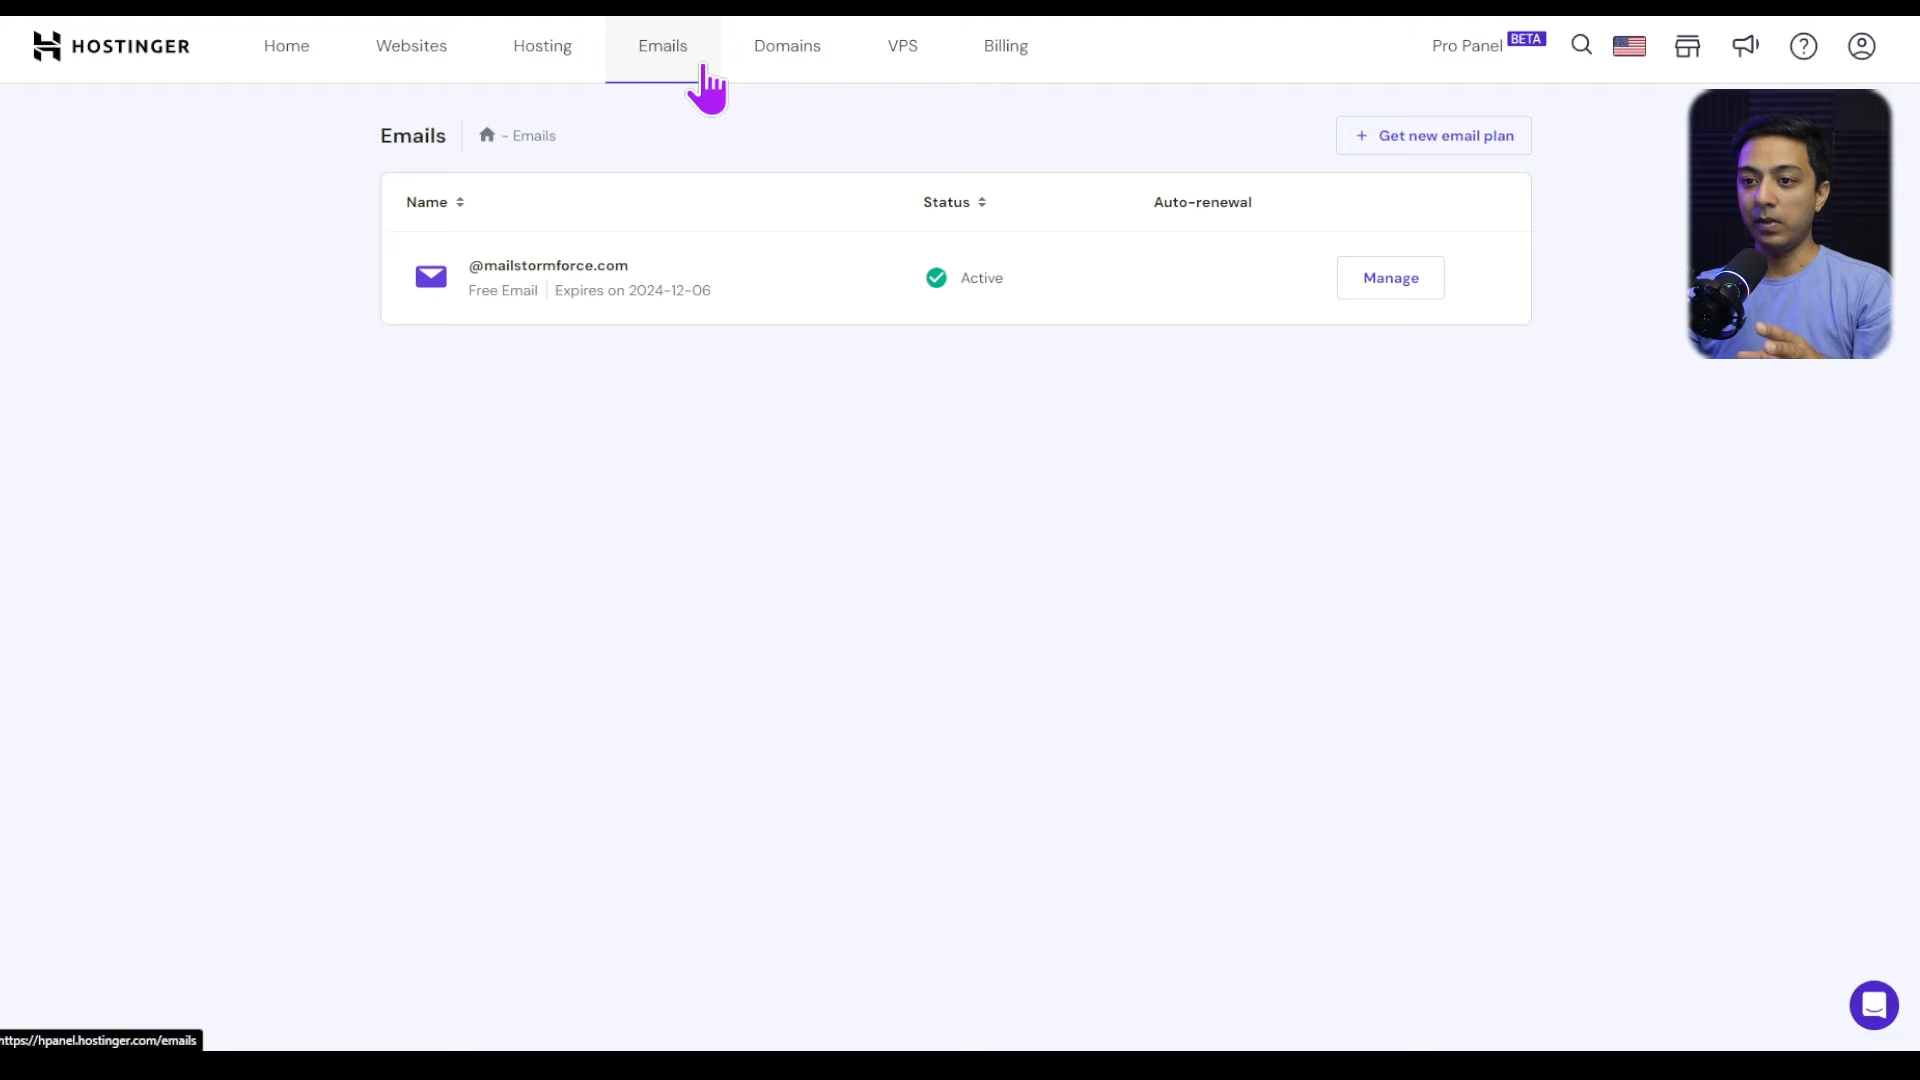 HOSTINGER Home Websites Hosting Emails Domains VPS Billing Pro Panel BETA
Emails - Emails + Get new email plan
Name Status Auto-renewal
@mailstormforce.com
Free Email Expires on 2024-12-06
Active
Manage
https://hpanel.hostinger.com/emails